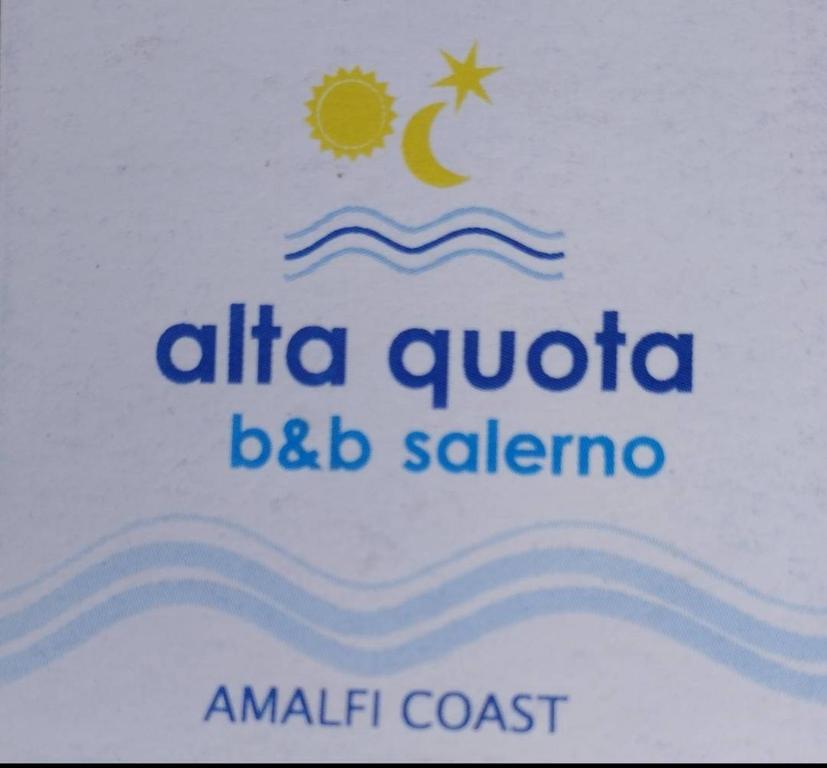 alta quota
b&b salerno
AMALFI COAST